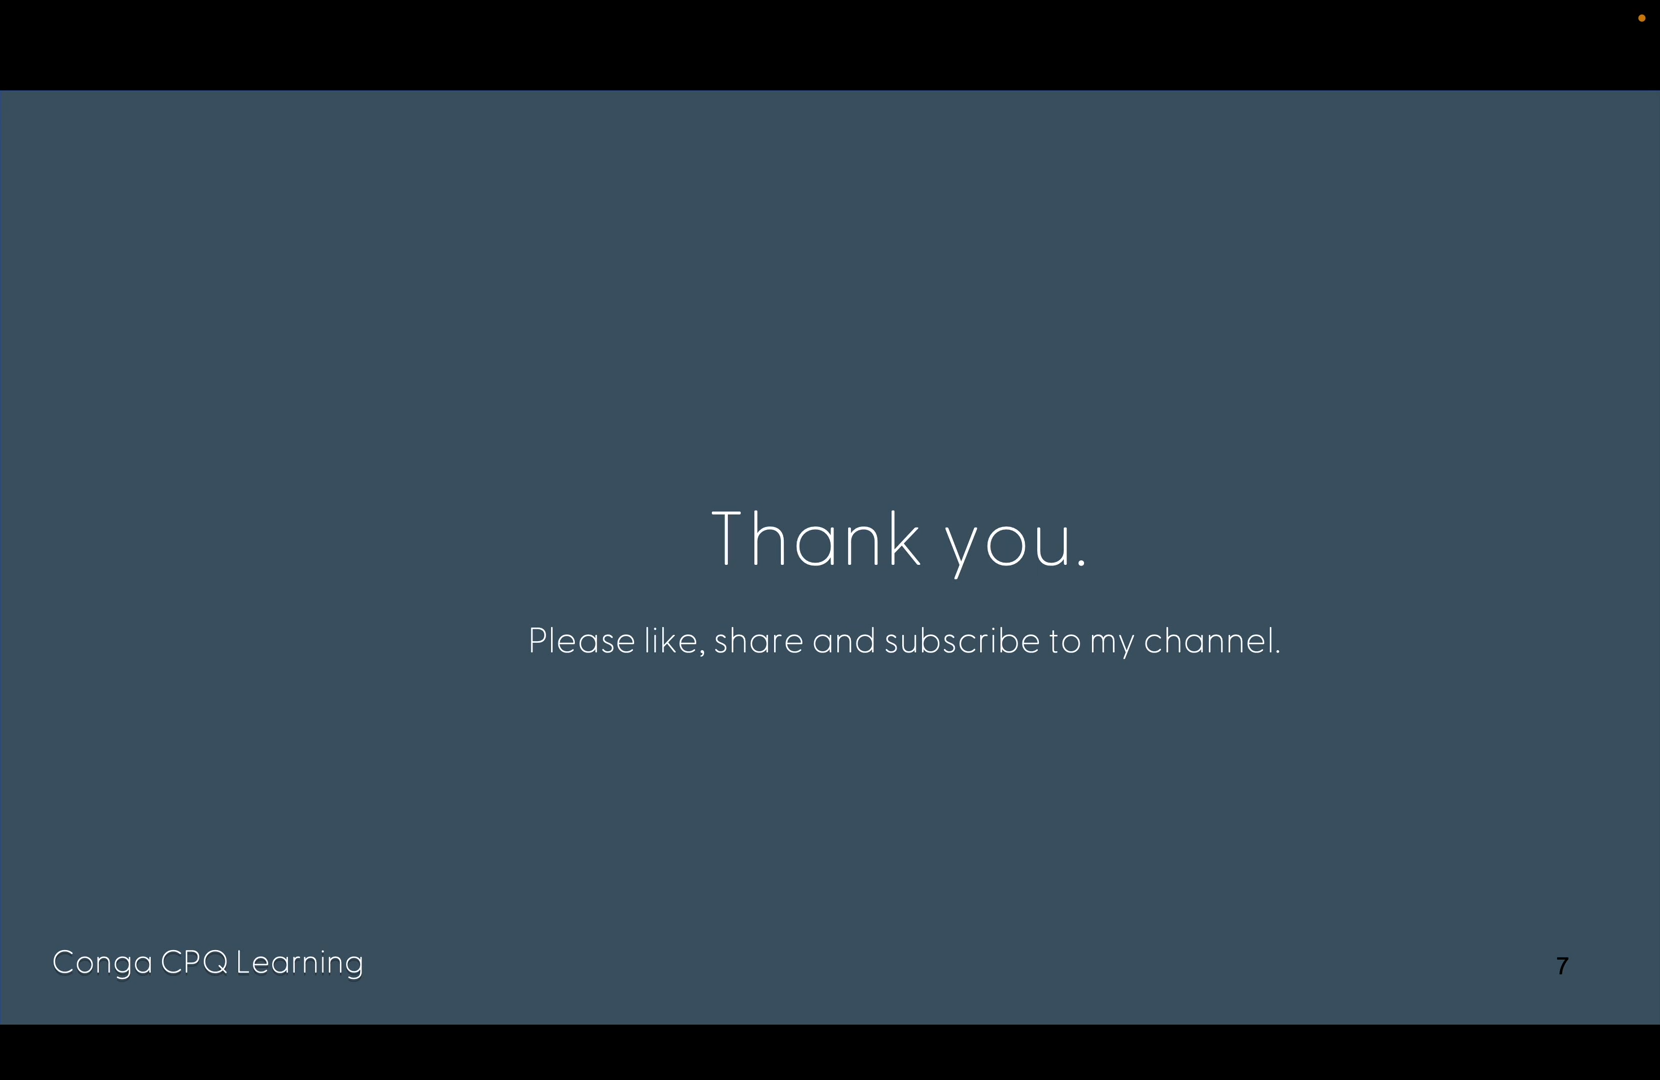 Thank you.
Please like, share and subscribe to my channel.
Conga CPQ Learning
7